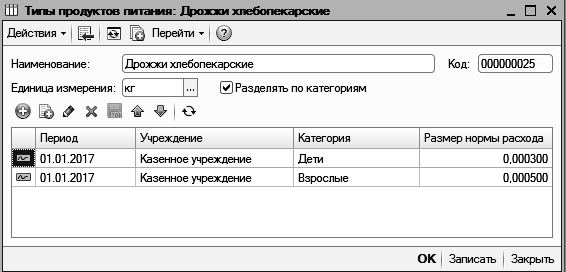 Типы продуктов питания: Дрожжи хлебопекарские
Действия Перейти
Наименование: Дрожжи хлебопекарские Код: 000000025
Единица измерения: кг ... Разделять по категориям
Период Учреждение Категория Размер нормы расхода
01.01.2017 Казенное учреждение Дети 0,000300
01.01.2017 Казенное учреждение Взрослые 0,000500
OK Записать Закрыть